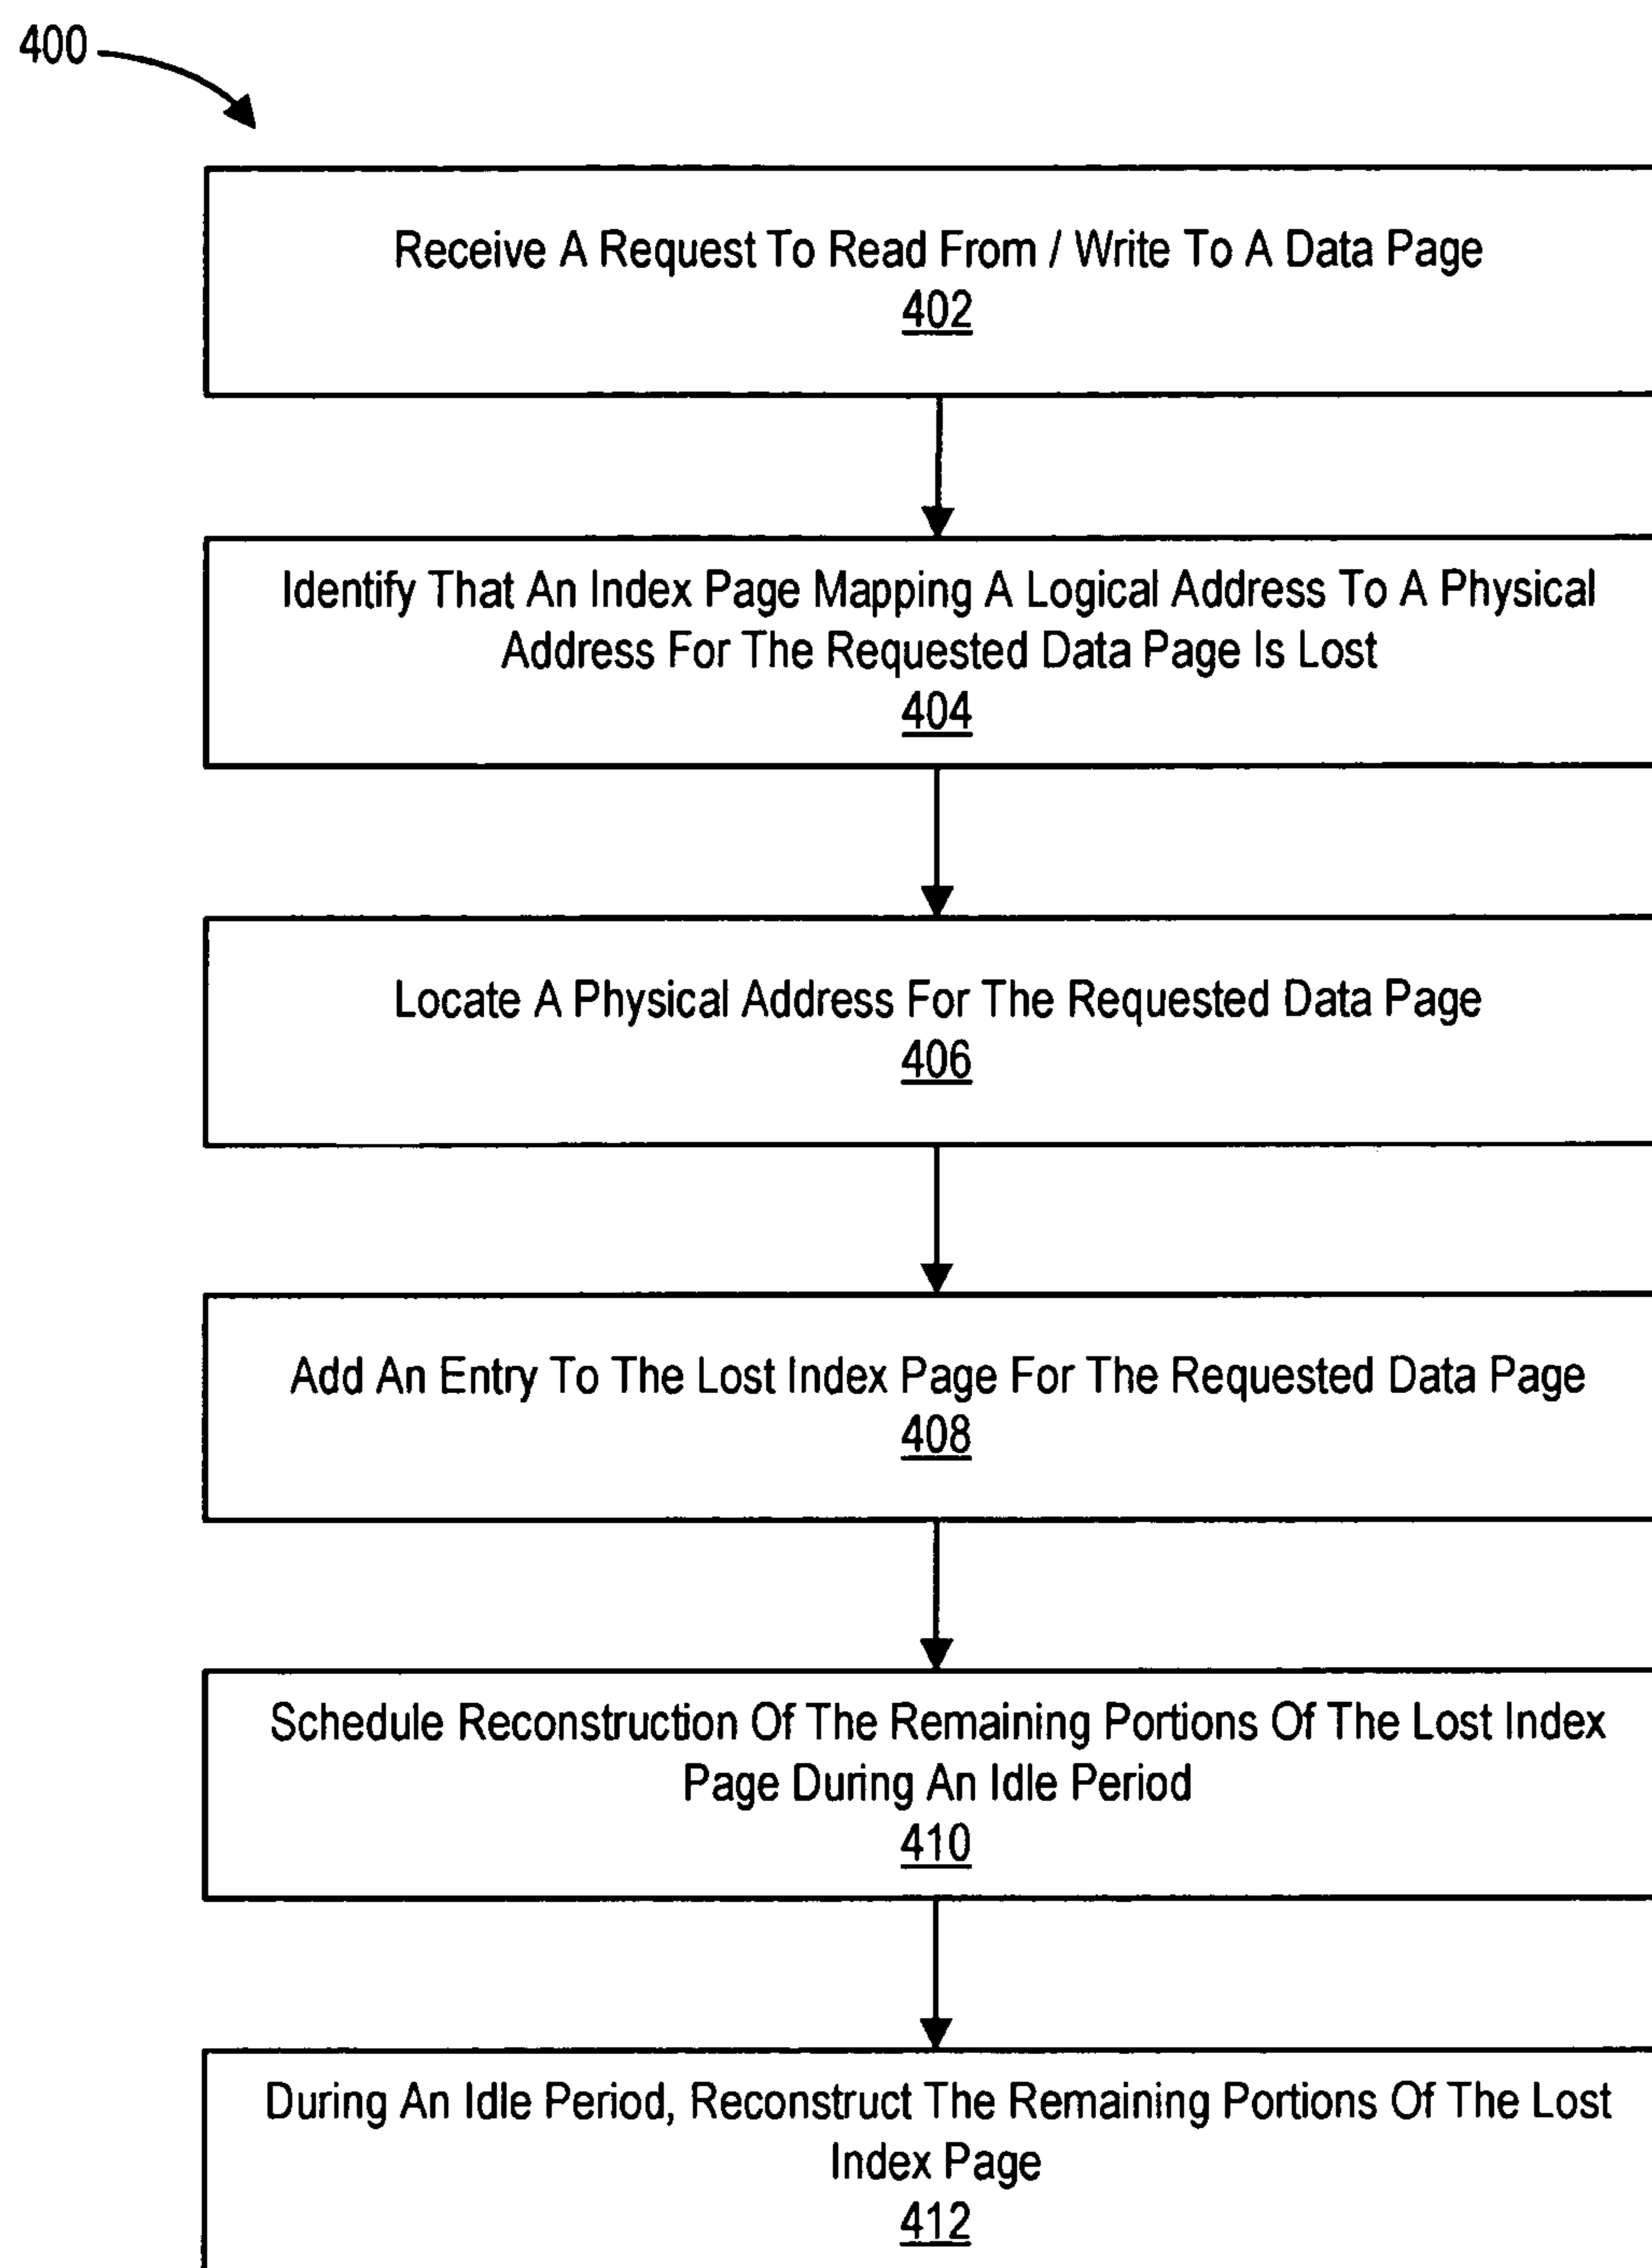 400
Receive A Request To Read From / Write To A Data Page
402
Identify That An Index Page Mapping A Logical Address To A Physical
Address For The Requested Data Page Is Lost
404
Locate A Physical Address For The Requested Data Page
406
Add An Entry To The Lost Index Page For The Requested Data Page
408
Schedule Reconstruction Of The Remaining Portions Of The Lost Index
Page During An Idle Period
410
During An Idle Period, Reconstruct The Remaining Portions Of The Lost
Index Page
412